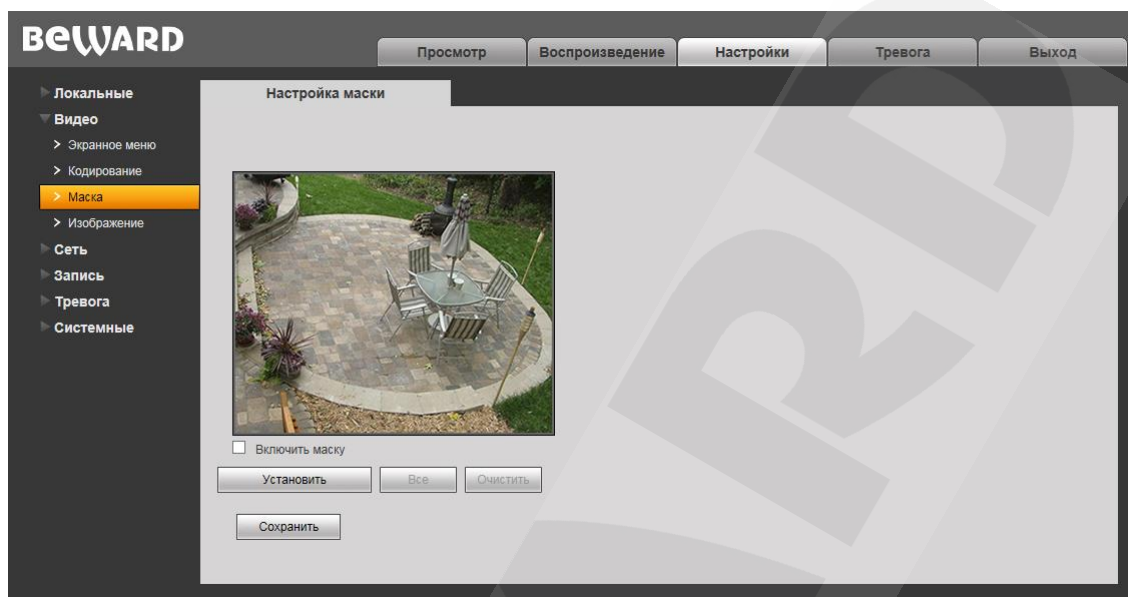 BEWARD
Просмотр
Воспроизведение
Настройки
Тревога
Выход
Локальные
Видео
Экранное меню
Кодирование
Маска
Изображение
Сеть
Запись
Тревога
Системные
Настройка маски
Включить маску
Установить
Все
Очистить
Сохранить